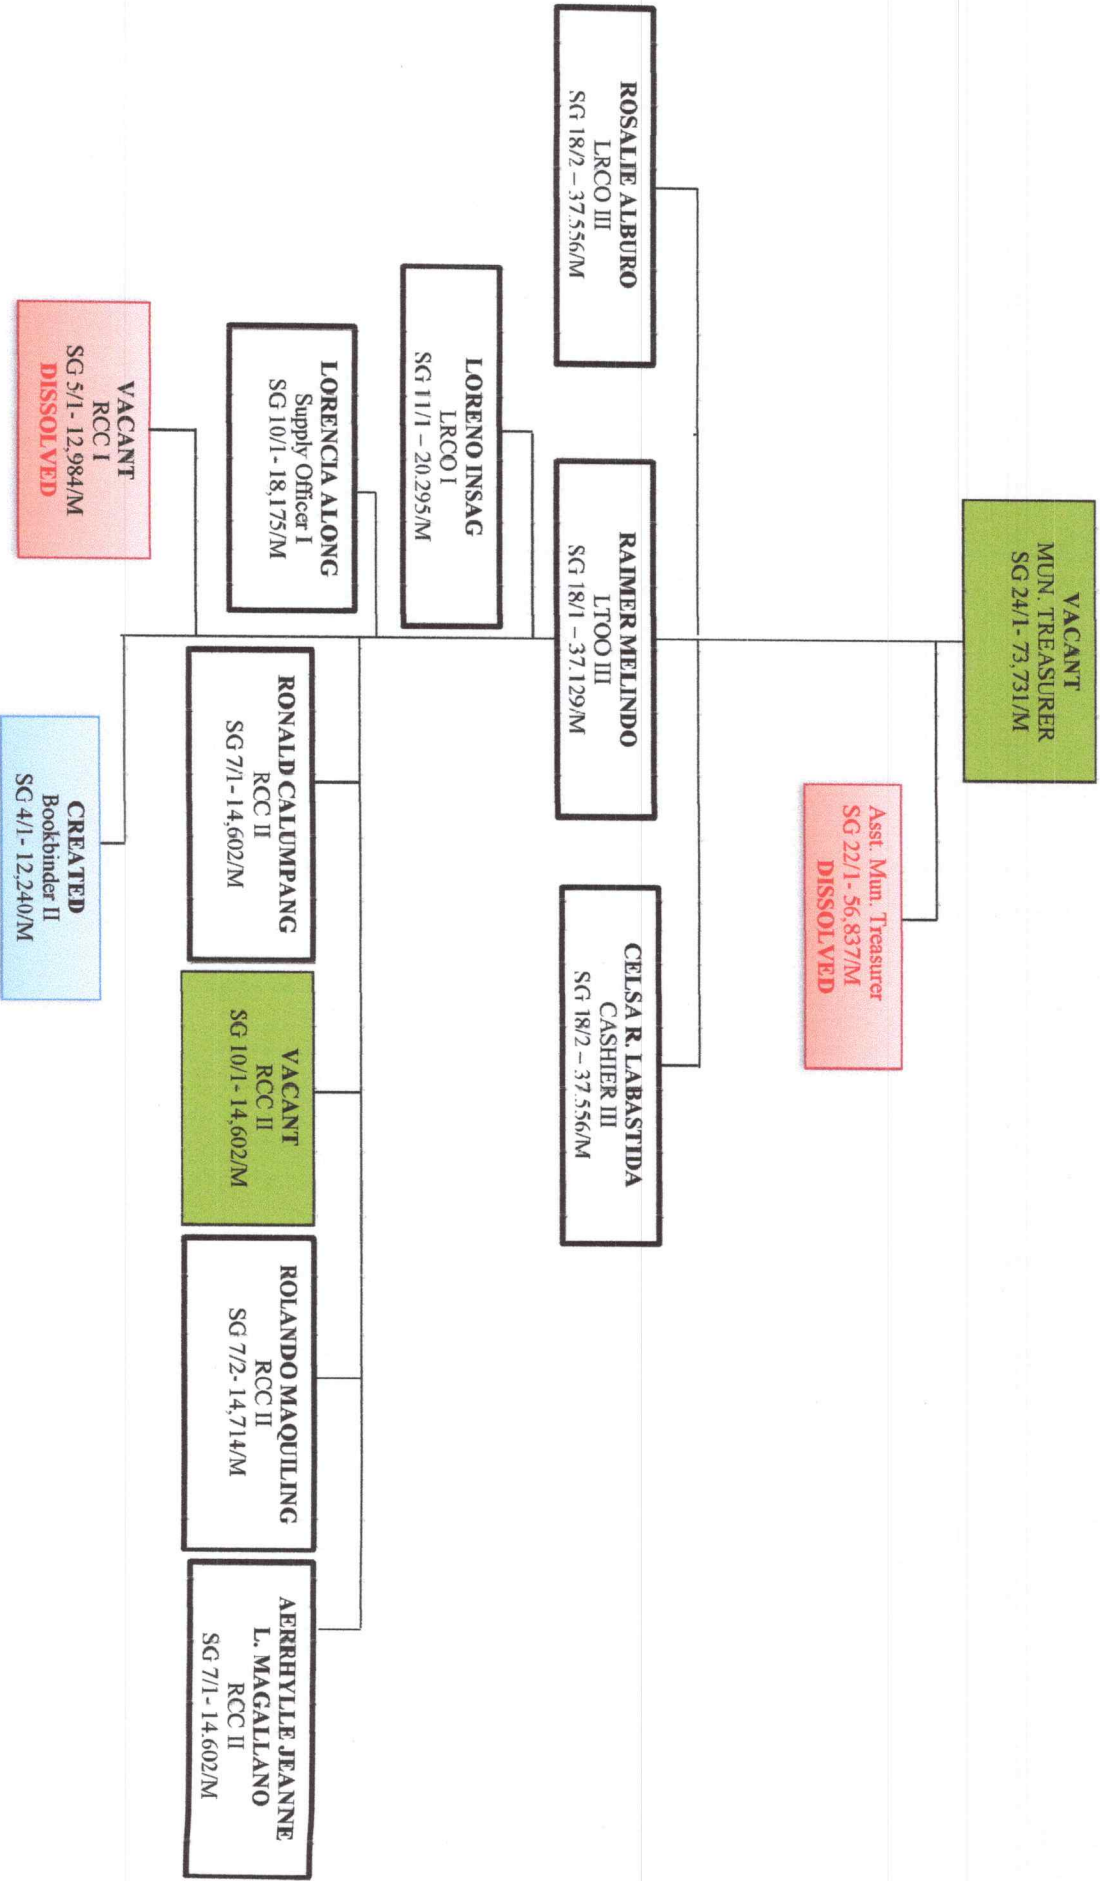 VACANT
MUN. TREASURER
SG 24/1- 73,731/M
Asst. Mun. Treasurer
SG 22/1- 56,837/M
DISSOLVED
ROSALIE ALBURO
LRCO III
SG 18/2 – 37.556/M
RAIMER MELINDO
LTOO III
SG 18/1 – 37.129/M
CELSA R. LABASTIDA
CASHIER III
SG 18/2 – 37.556/M
LORENO INSAG
LRCO I
SG 11/1 – 20.295/M
LORENCIA ALONG
Supply Officer I
SG 10/1- 18,175/M
RONALD CALUMPANG
RCC II
SG 7/1- 14,602/M
VACANT
RCC II
SG 10/1- 14,602/M
ROLANDO MAQUILING
RCC II
SG 7/2- 14,714/M
AERRHYLLE JEANNE
L. MAGALLANO
RCC II
SG 7/1- 14.602/M
VACANT
RCC I
SG 5/1- 12,984/M
DISSOLVED
CREATED
Bookbinder II
SG 4/1- 12,240/M